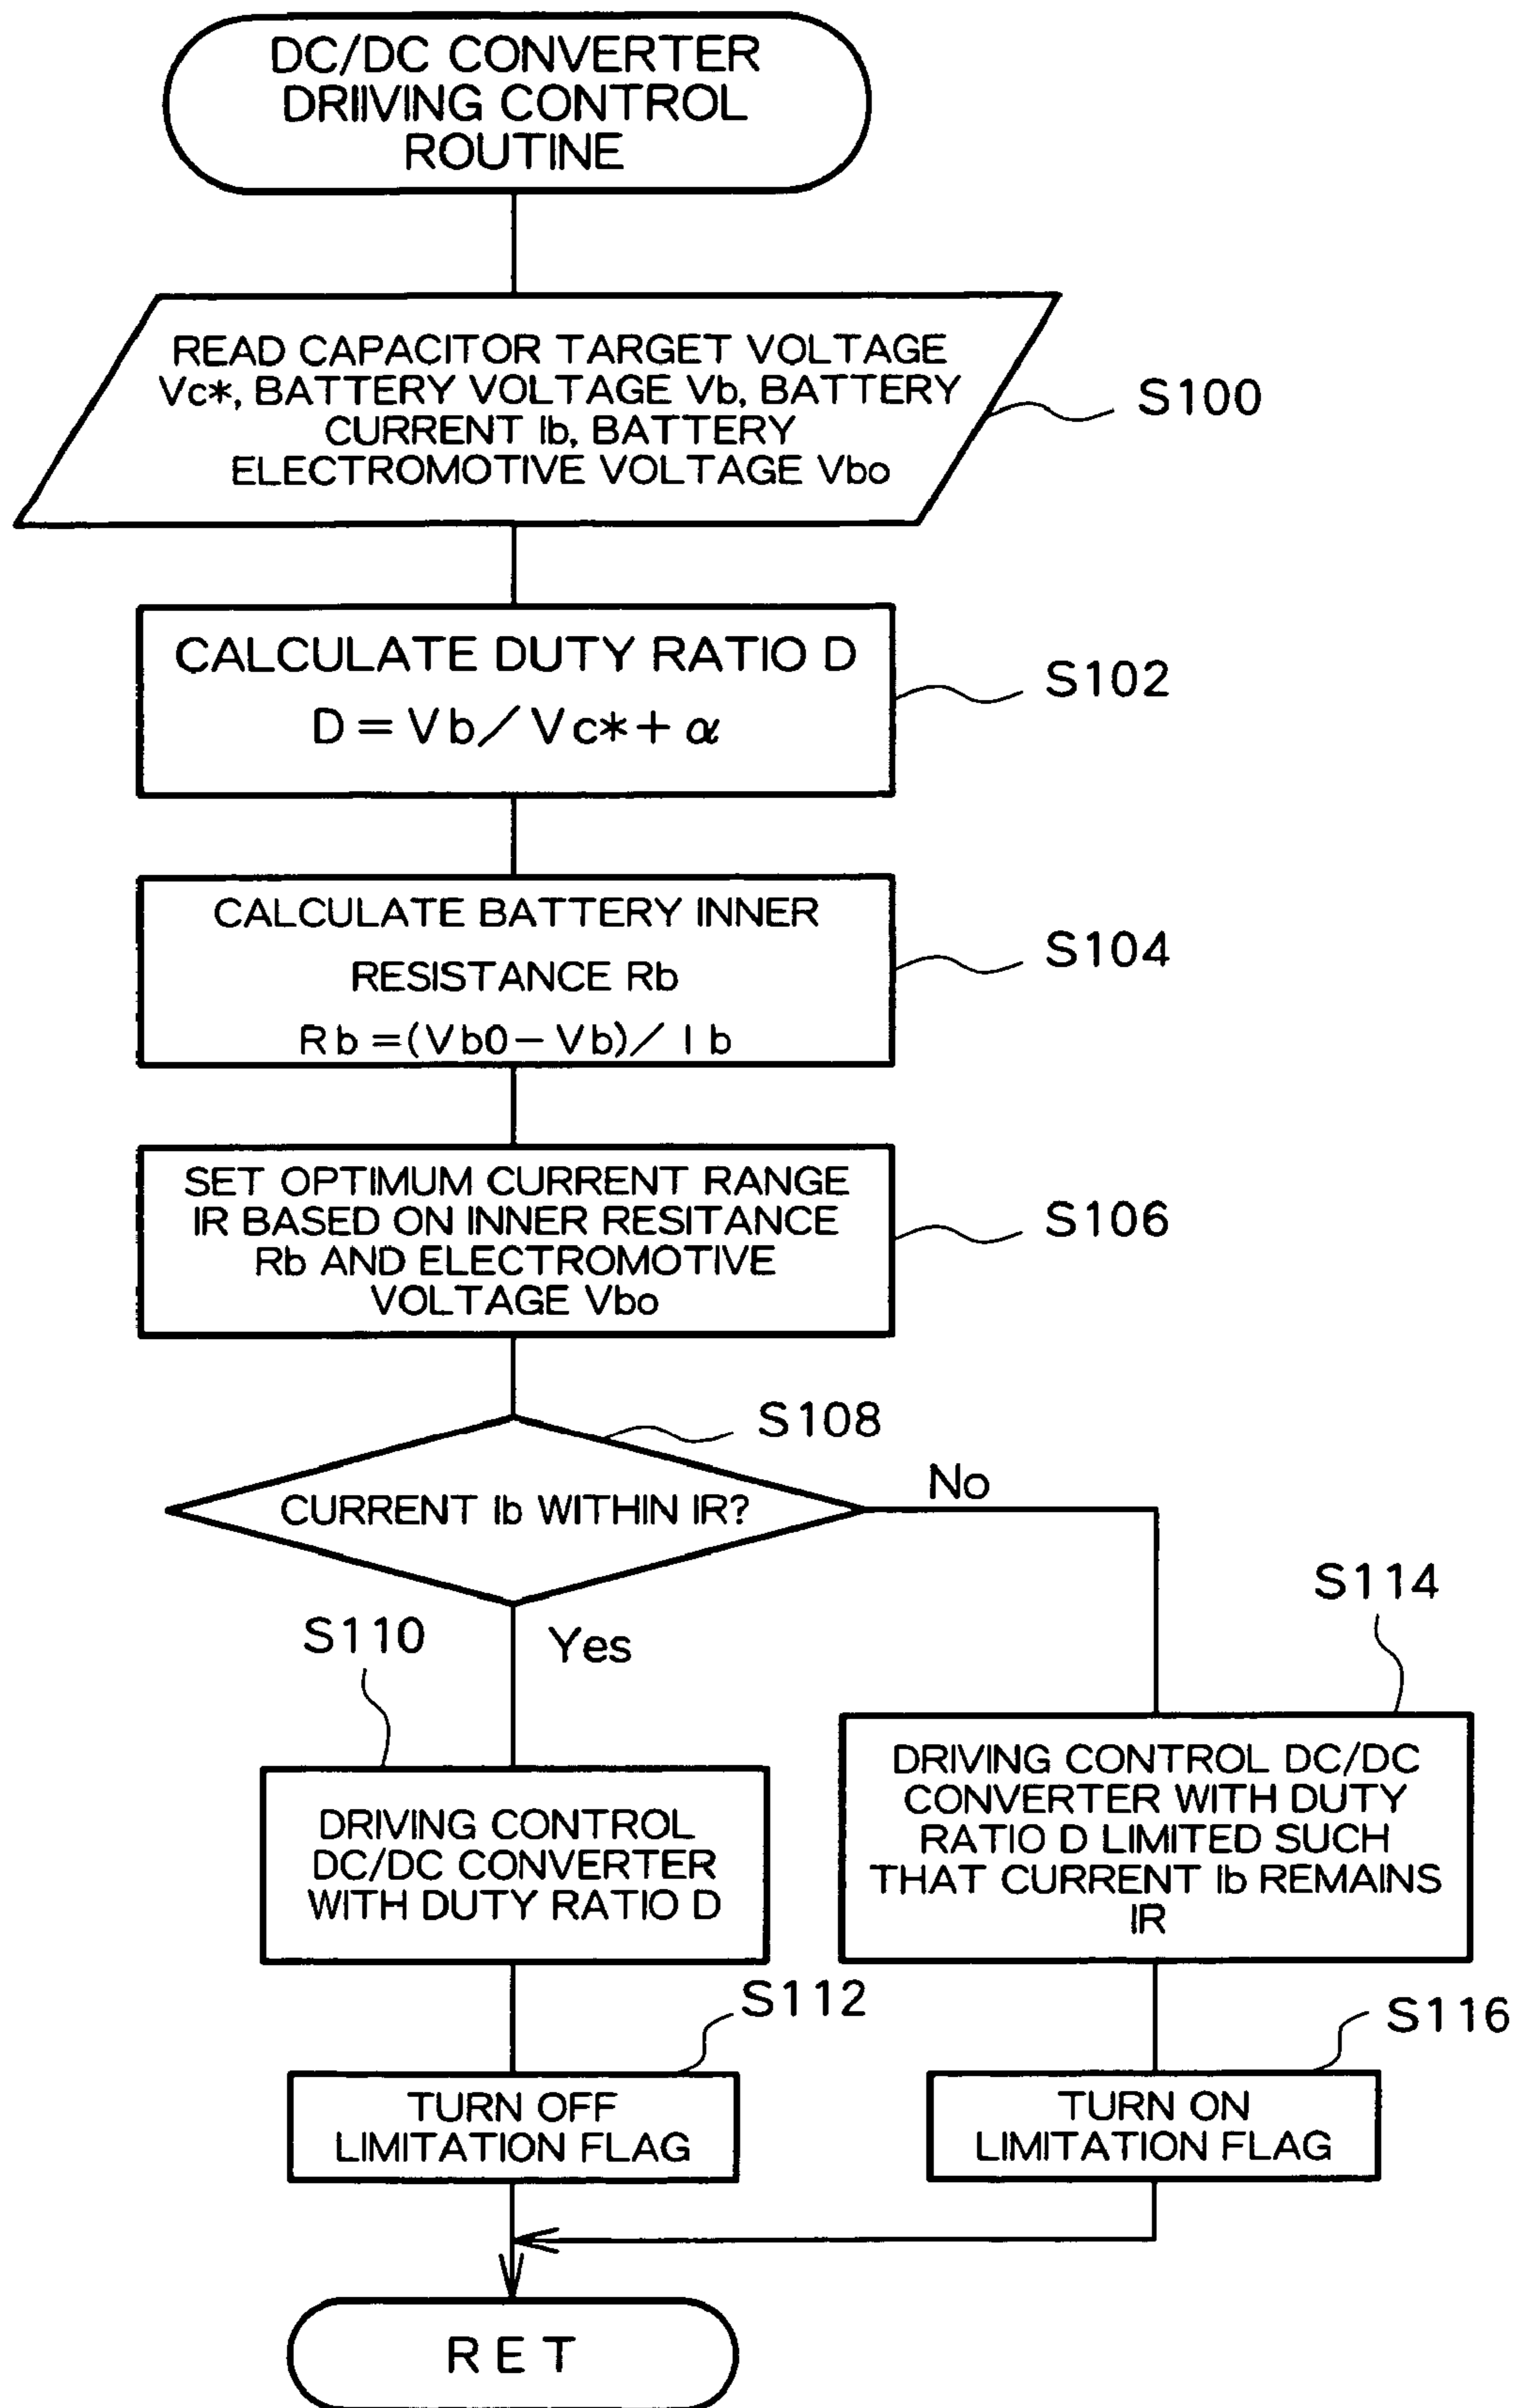 DC/DC CONVERTER
DRIIVING CONTROL
ROUTINE
READ CAPACITOR TARGET VOLTAGE
Vc*, BATTERY VOLTAGE Vb, BATTERY
CURRENT Ib, BATTERY
ELECTROMOTIVE VOLTAGE Vbo
S100
CALCULATE DUTY RATIO D
D=Vb/Vc*+α
S102
CALCULATE BATTERY INNER
RESISTANCE Rb
Rb=(Vb0-Vb)/Ib
S104
SET OPTIMUM CURRENT RANGE
IR BASED ON INNER RESITANCE
Rb AND ELECTROMOTIVE
VOLTAGE Vbo
S106
S108
CURRENT Ib WITHIN IR?
No
Yes
S110
DRIVING CONTROL
DC/DC CONVERTER
WITH DUTY RATIO D
S114
DRIVING CONTROL DC/DC
CONVERTER WITH DUTY
RATIO D LIMITED SUCH
THAT CURRENT Ib REMAINS
IR
S112
TURN OFF
LIMITATION FLAG
S116
TURN ON
LIMITATION FLAG
RET